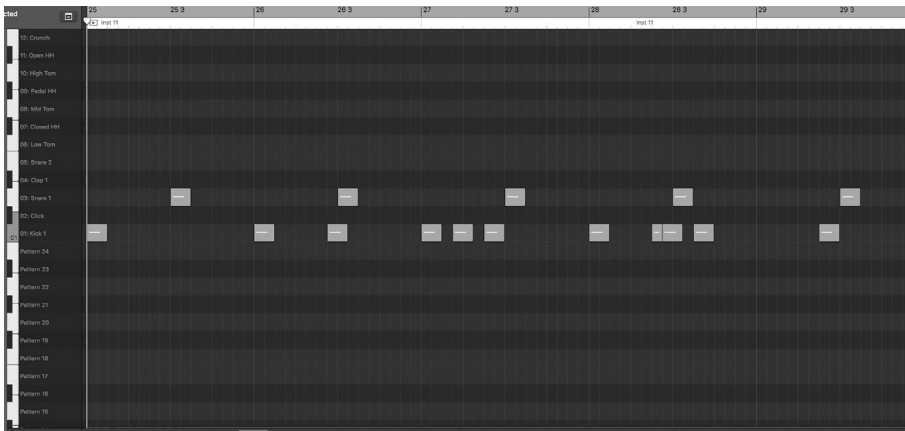 cted
25 25 3 26 26 3 27 27 3 28 28 3 29 29 3
Inst 11 Inst 11
12: Crunch
11: Open HH
10: High Tom
09: Pedal HH
08: Mid Tom
07: Closed HH
06: Low Tom
05: Snare 2
04: Clap 1
03: Snare 1
02: Click
C1 01: Kick 1
Pattern 24
Pattern 23
Pattern 22
Pattern 21
Pattern 20
Pattern 19
Pattern 18
Pattern 17
Pattern 16
Pattern 15